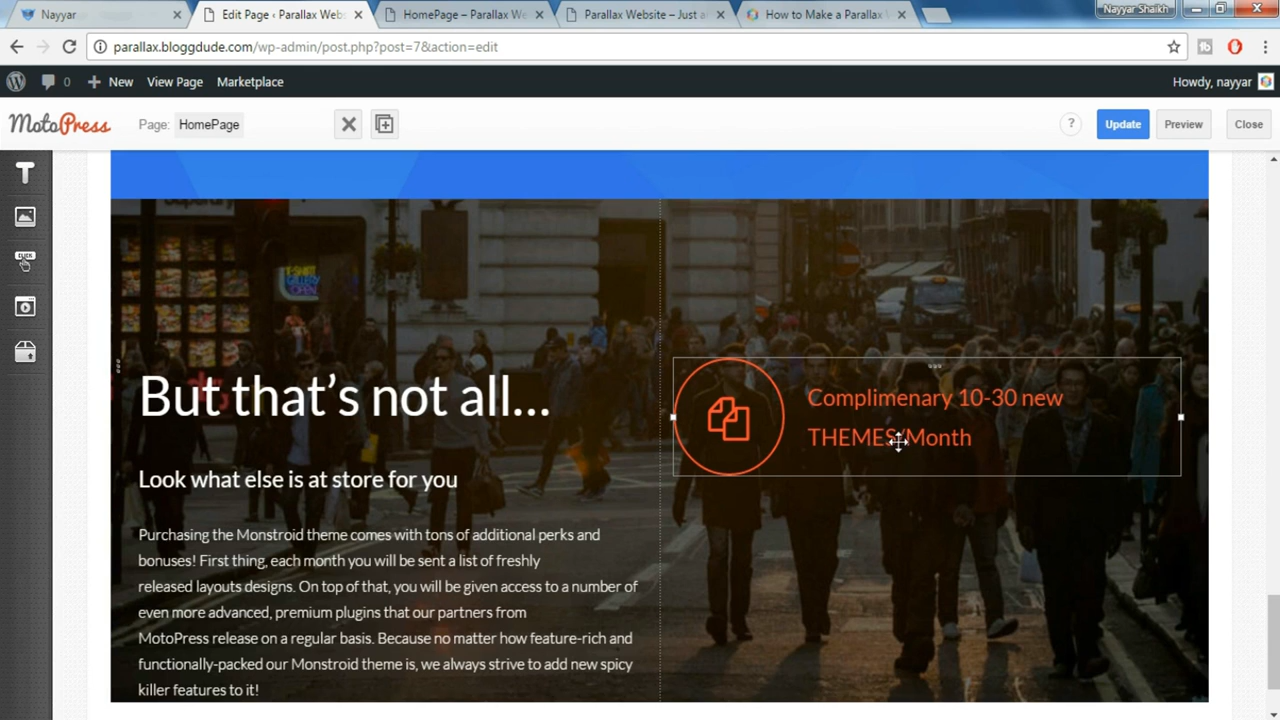 Nayyar
Edit Page ‹ Parallax Webs
HomePage – Parallax We
Parallax Website – Just a
How to Make a Parallax W
Nayyar Shaikh
parallax.bloggdude.com/wp-admin/post.php?post=7&action=edit
0
New
View Page
Marketplace
Howdy, nayyar
MotoPress
Page:
HomePage
?
Update
Preview
Close
CLICK
T-SHIRT
GALLERY
OPEN
But that’s not all...
Look what else is at store for you
Purchasing the Monstroid theme comes with tons of additional perks and
bonuses! First thing, each month you will be sent a list of freshly
released layouts designs. On top of that, you will be given access to a number of
even more advanced, premium plugins that our partners from
MotoPress release on a regular basis. Because no matter how feature-rich and
functionally-packed our Monstroid theme is, we always strive to add new spicy
killer features to it!
Complimenary 10-30 new
THEMES/Month